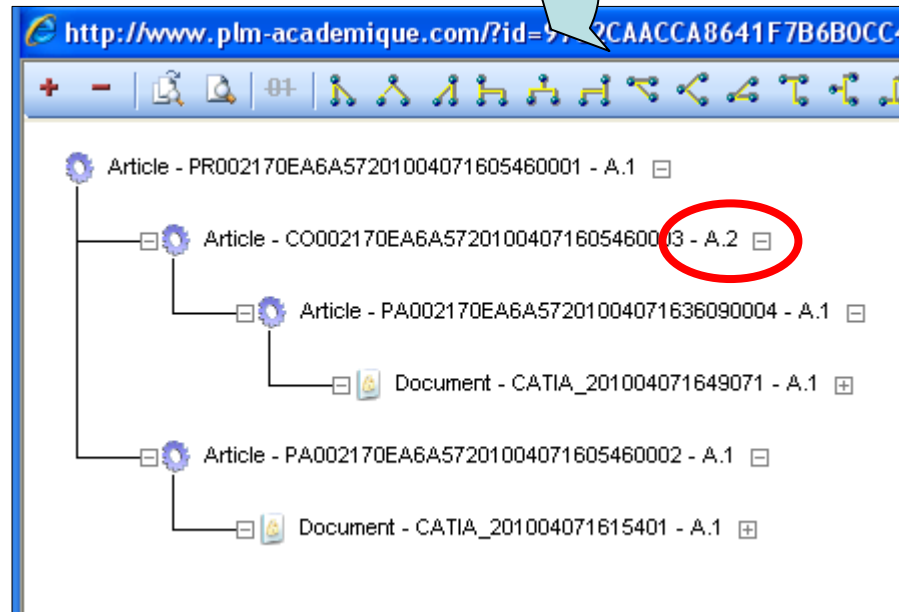 http://www.plm-academique.com/?id=9 2CAACCA8641F7B6B0CC
01
Article - PR002170EA6A57201004071605460001 - A.1
Article - CO002170EA6A57201004071605460003 - A.2
Article - PA002170EA6A57201004071636090004 - A.1
Document - CATIA_201004071649071 - A.1
Article - PA002170EA6A57201004071605460002 - A.1
Document - CATIA_201004071615401 - A.1